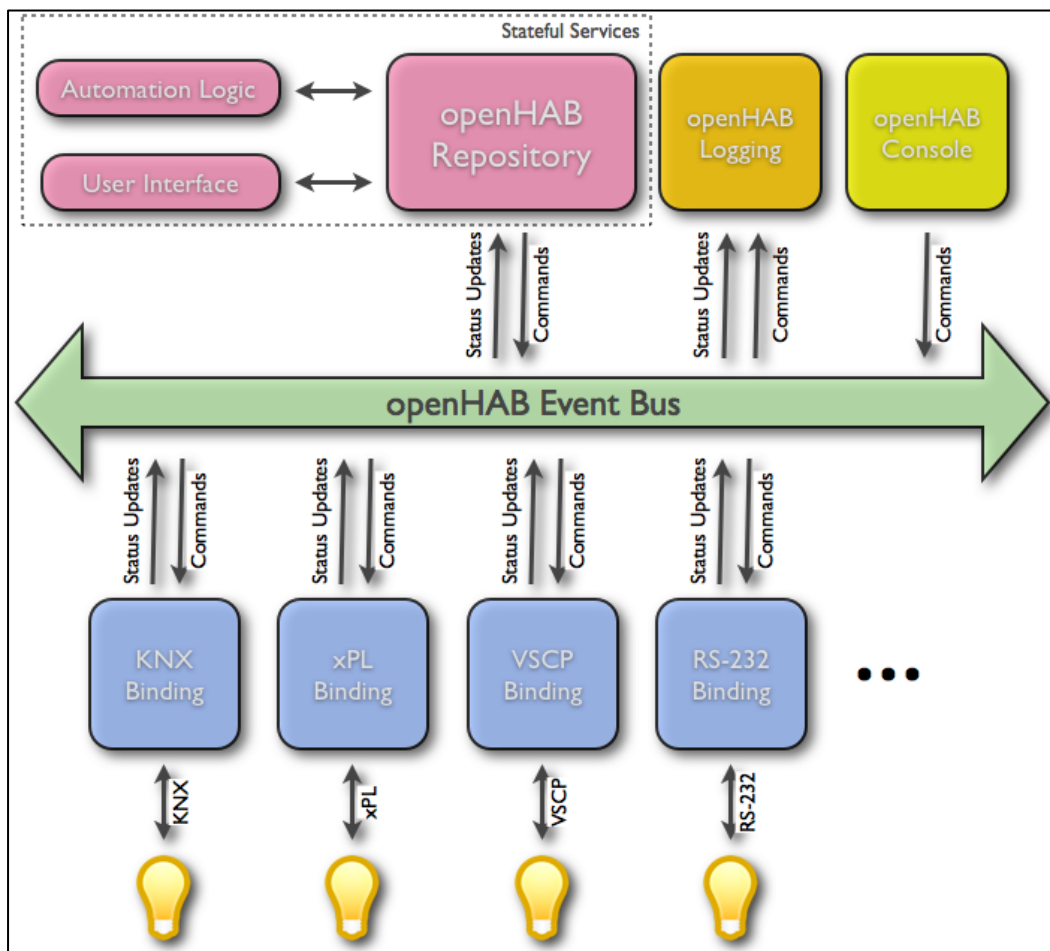 Stateful Services
Automation Logic
User Interface
openHAB
Repository
openHAB
Logging
openHAB
Console
Status Updates
Commands
Status Updates
Commands
Commands
openHAB Event Bus
Status Updates
Commands
Status Updates
Commands
Status Updates
Commands
Status Updates
Commands
KNX
Binding
xPL
Binding
VSCP
Binding
RS-232
Binding
•••
KNX
xPL
VSCP
RS-232